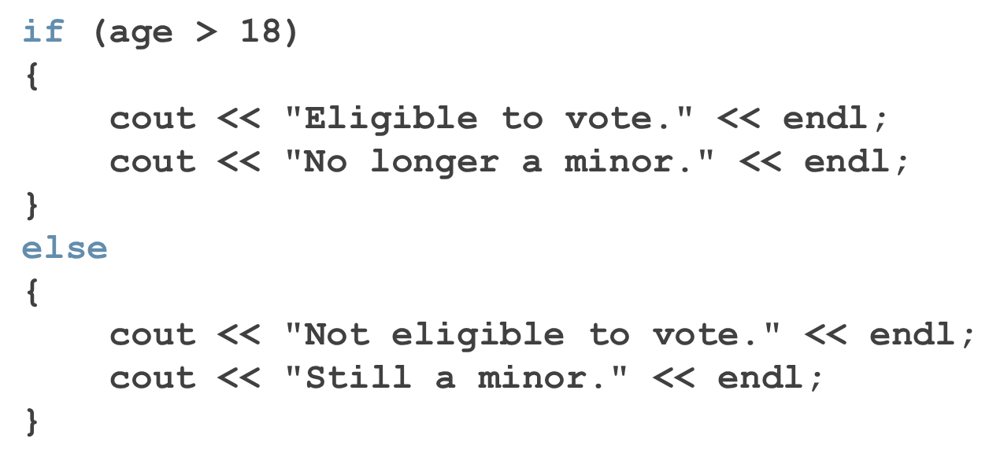 if (age > 18)
{
    cout << "Eligible to vote." << endl;
    cout << "No longer a minor." << endl;
}
else
{
    cout << "Not eligible to vote." << endl;
    cout << "Still a minor." << endl;
}